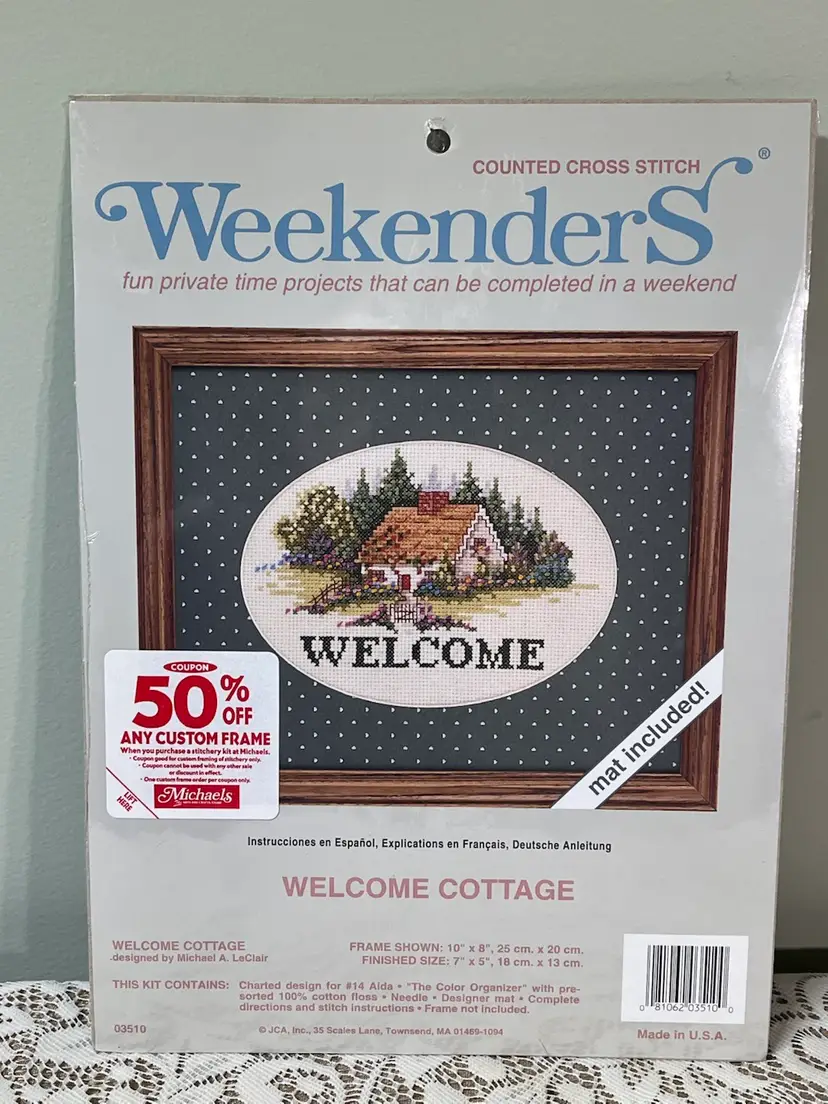 COUNTED CROSS STITCH
WeekenderS®
fun private time projects that can be completed in a weekend
WELCOME
mat included!
COUPON
50% OFF
ANY CUSTOM FRAME
When you purchase a stitchery kit at Michaels.
• Coupon good for custom framing of stitchery only.
• Coupon cannot be used with any other sale
or discount in effect.
• One custom frame order per coupon only.
LIFT HERE
Michaels
Instrucciones en Español, Explications en Français, Deutsche Anleitung
WELCOME COTTAGE
WELCOME COTTAGE
designed by Michael A. LeClair
FRAME SHOWN: 10" x 8", 25 cm. x 20 cm.
FINISHED SIZE: 7" x 5", 18 cm. x 13 cm.
THIS KIT CONTAINS: Charted design for #14 Aida • "The Color Organizer" with pre-
sorted 100% cotton floss • Needle • Designer mat • Complete
directions and stitch instructions • Frame not included.
03510
© JCA, Inc., 35 Scales Lane, Townsend, MA 01469-1094
0 81062 03510 0
Made in U.S.A.